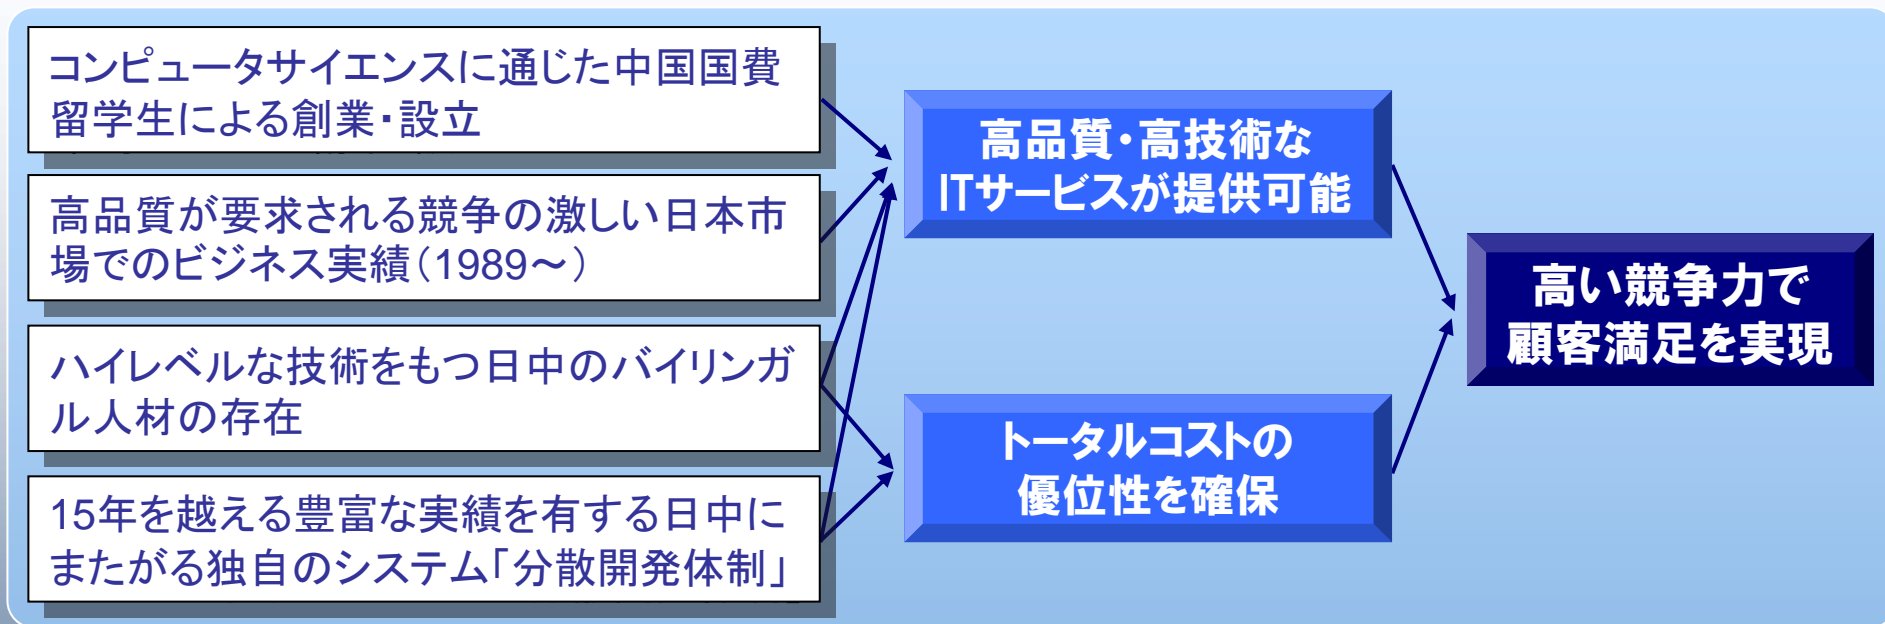 コンピュータサイエンスに通じた中国国費
留学生による創業・設立
高品質が要求される競争の激しい日本市
場でのビジネス実績（1989～）
ハイレベルな技術をもつ日中のバイリンガ
ル人材の存在
15年を越える豊富な実績を有する日中に
またがる独自のシステム「分散開発体制」
高品質・高技術な
ITサービスが提供可能
トータルコストの
優位性を確保
高い競争力で
顧客満足を実現